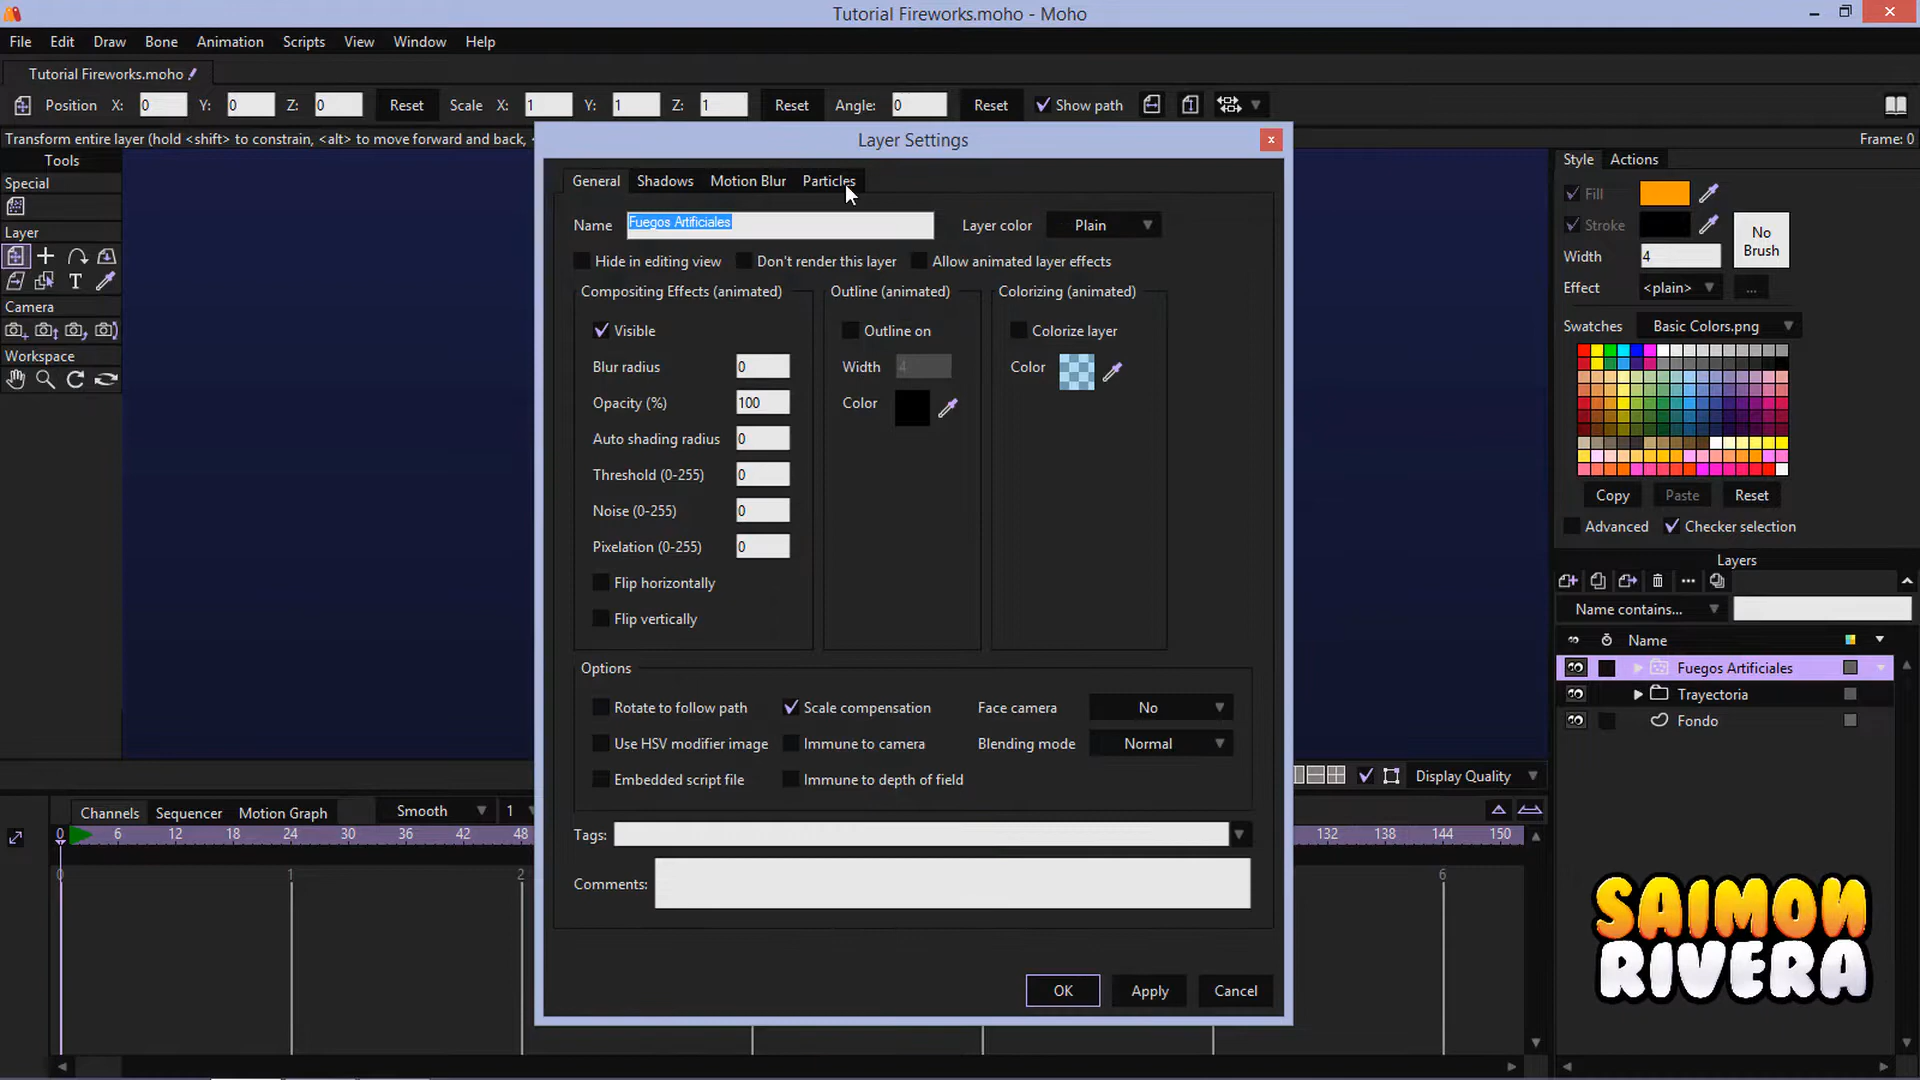 Tutorial Fireworks.moho - Moho
File Edit Draw Bone Animation Scripts View Window Help
Tutorial Fireworks.moho
Position X: 0 Y: 0 Z: 0 Reset Scale X: 1 Y: 1 Z: 1 Reset Angle: 0 Reset Show path
Transform entire layer (hold <shift> to constrain, <alt> to move forward and back, Frame: 0
Tools
Special
Layer
T
Camera
Workspace
Layer Settings
General Shadows Motion Blur Particles
Name Fuegos Artificiales Layer color Plain
Hide in editing view Don't render this layer Allow animated layer effects
Compositing Effects (animated) Outline (animated) Colorizing (animated)
Visible Outline on Colorize layer
Blur radius 0 Width 4 Color
Opacity (%) 100 Color
Auto shading radius 0
Threshold (0-255) 0
Noise (0-255) 0
Pixelation (0-255) 0
Flip horizontally
Flip vertically
Options
Rotate to follow path Scale compensation Face camera No
Use HSV modifier image Immune to camera Blending mode Normal
Embedded script file Immune to depth of field
Tags:
Comments:
OK Apply Cancel
Style Actions
Fill
Stroke
No Brush
Width 4
Effect <plain> ...
Swatches Basic Colors.png
Copy Paste Reset
Advanced Checker selection
Layers
Name contains...
Name
Fuegos Artificiales
Trayectoria
Fondo
Display Quality
Channels Sequencer Motion Graph Smooth 1
0 6 12 18 24 30 36 42 48 132 138 144 150
0 1 2 6
SAIMON
RIVERA